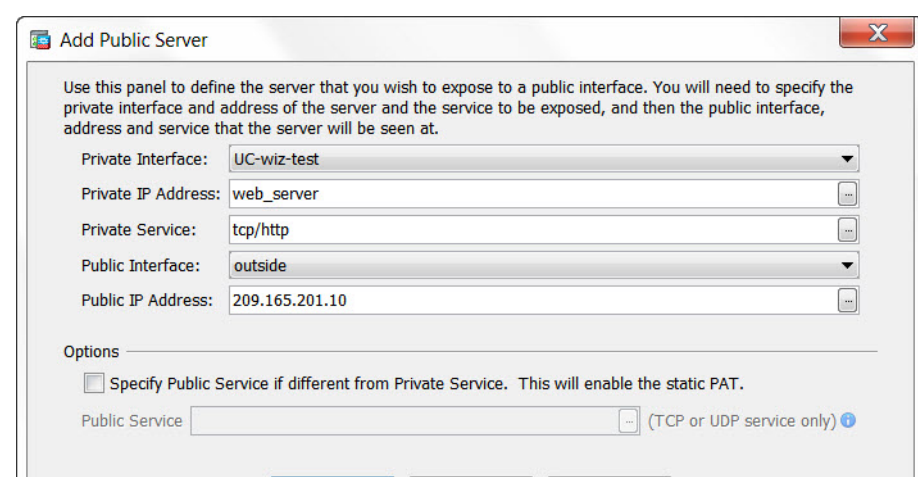 Add Public Server
Use this panel to define the server that you wish to expose to a public interface. You will need to specify the
private interface and address of the server and the service to be exposed, and then the public interface,
address and service that the server will be seen at.
Private Interface: UC-wiz-test
Private IP Address: web_server ...
Private Service: tcp/http ...
Public Interface: outside
Public IP Address: 209.165.201.10 ...
Options
Specify Public Service if different from Private Service. This will enable the static PAT.
Public Service ... (TCP or UDP service only)